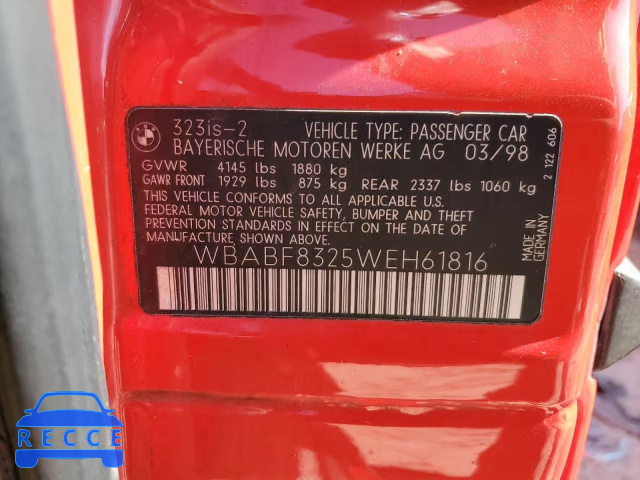 BMW
323is-2 VEHICLE TYPE: PASSENGER CAR
BAYERISCHE MOTOREN WERKE AG 03/98
GVWR 4145 lbs 1880 kg
GAWR FRONT 1929 lbs 875 kg REAR 2337 lbs 1060 kg
THIS VEHICLE CONFORMS TO ALL APPLICABLE U.S.
FEDERAL MOTOR VEHICLE SAFETY, BUMPER AND THEFT
PREVENTION STANDARDS IN EFFECT ON THE DATE OF
MANUFACTURE SHOWN ABOVE.
WBABF8325WEH61816
2 122 606
MADE IN
GERMANY
RECCE